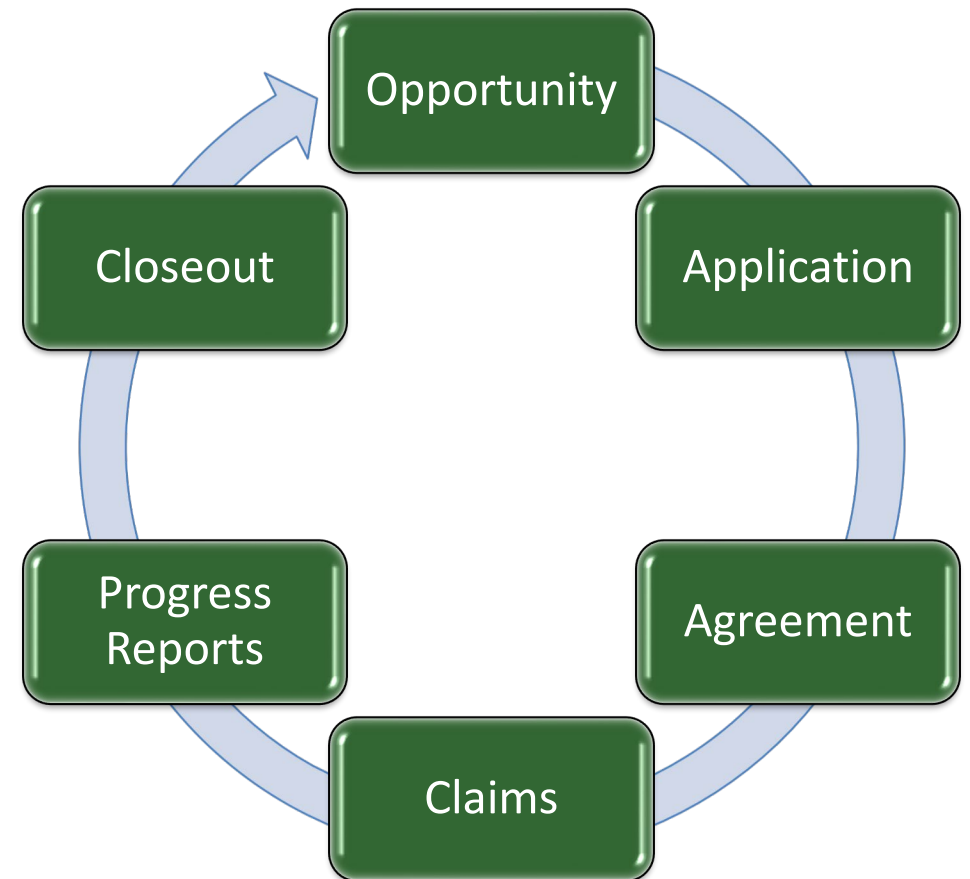 Opportunity
Application
Agreement
Claims
Progress
Reports
Closeout